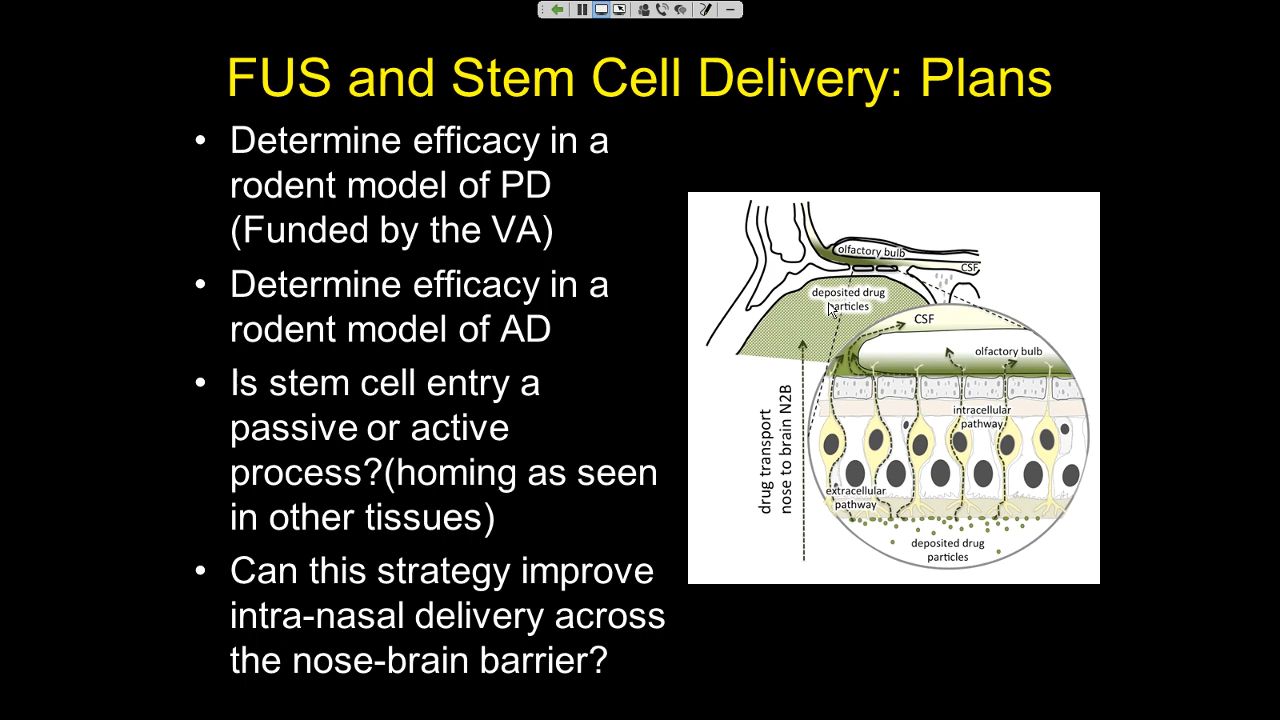 FUS and Stem Cell Delivery: Plans
• Determine efficacy in a
rodent model of PD
(Funded by the VA)
• Determine efficacy in a
rodent model of AD
• Is stem cell entry a
passive or active
process?(homing as seen
in other tissues)
• Can this strategy improve
intra-nasal delivery across
the nose-brain barrier?
olfactory bulb
CSF
deposited drug
particles
CSF
olfactory bulb
intracellular
pathway
extracellular
pathway
deposited drug
particles
drug transport
nose to brain N2B